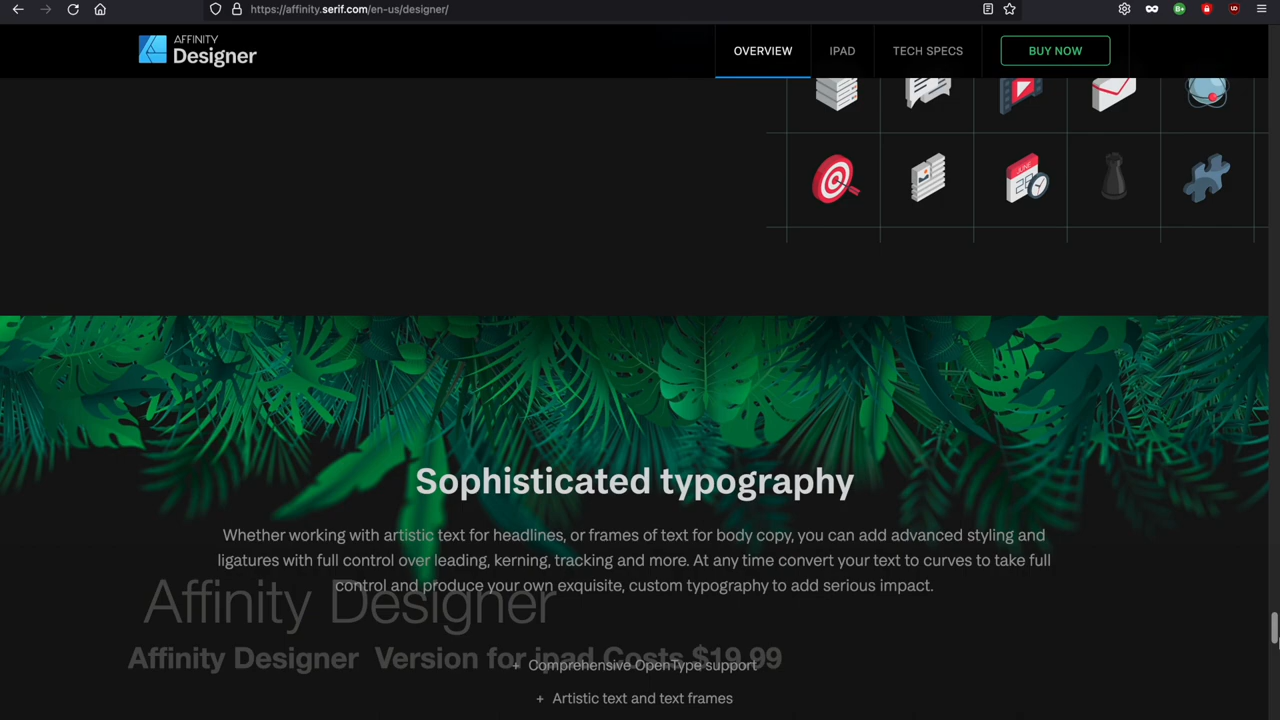 https://affinity.serif.com/en-us/designer/
AFFINITY
Designer
OVERVIEW
IPAD
TECH SPECS
BUY NOW
JUNE
Sophisticated typography
Whether working with artistic text for headlines, or frames of text for body copy, you can add advanced styling and
ligatures with full control over leading, kerning, tracking and more. At any time convert your text to curves to take full
control and produce your own exquisite, custom typography to add serious impact.
Affinity Designer
Affinity Designer Version for ipad Costs $19.99
+ Comprehensive OpenType support
+ Artistic text and text frames